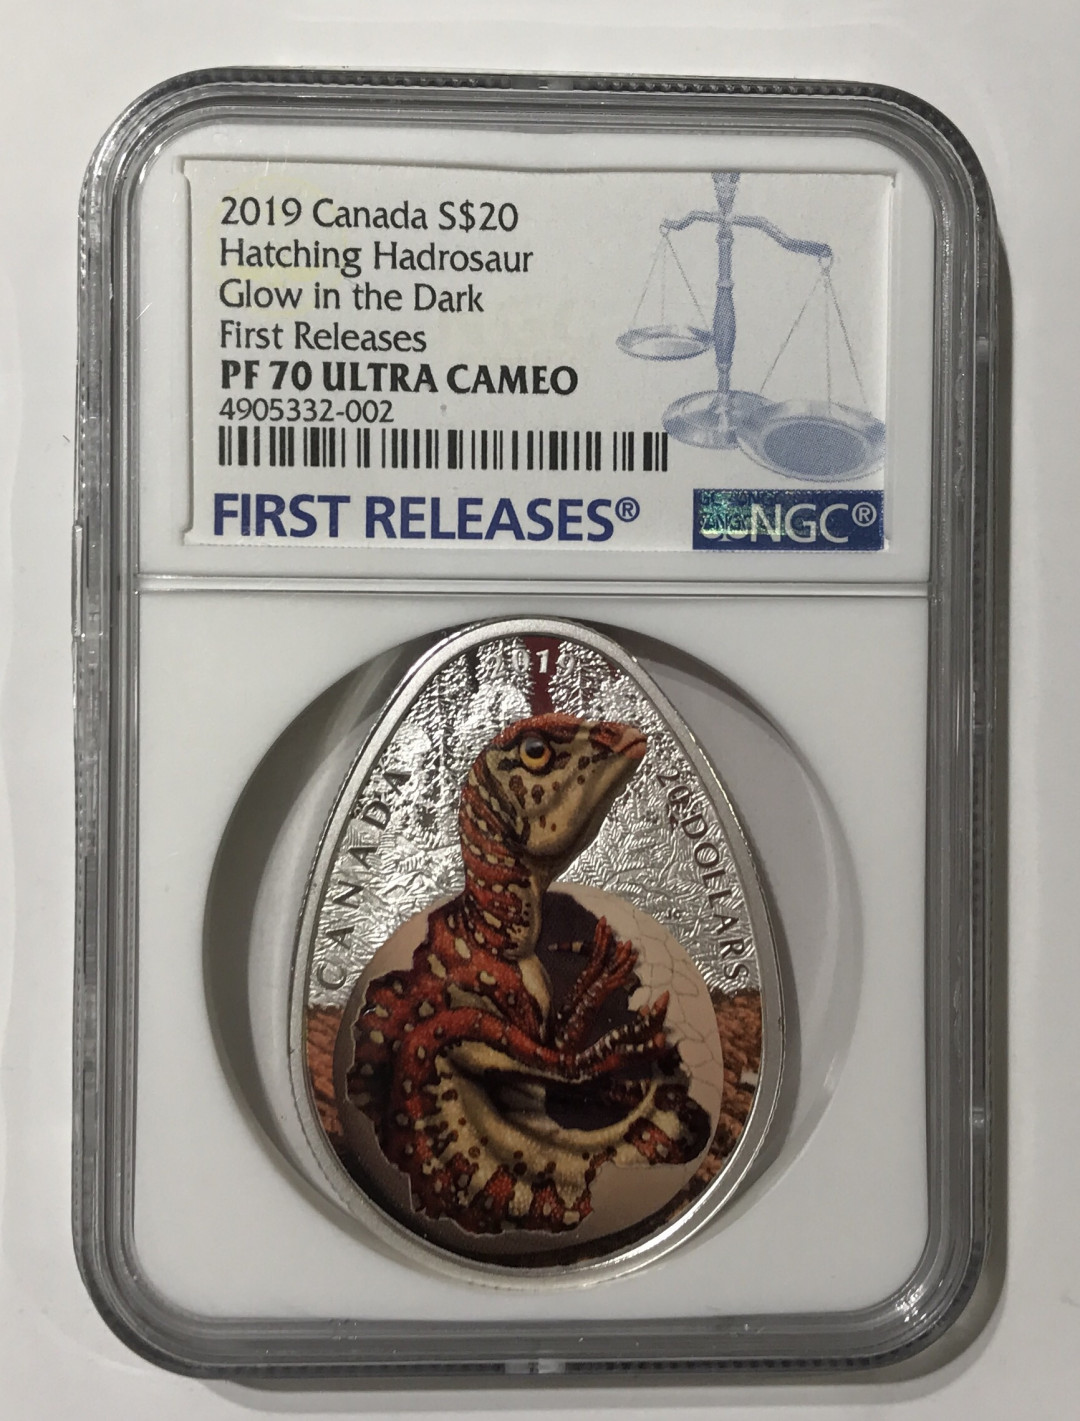 2019 Canada S$20
Hatching Hadrosaur
Glow in the Dark
First Releases
PF 70 ULTRA CAMEO
4905332-002
FIRST RELEASES®
NGC®
2019
CANADA
20 DOLLARS